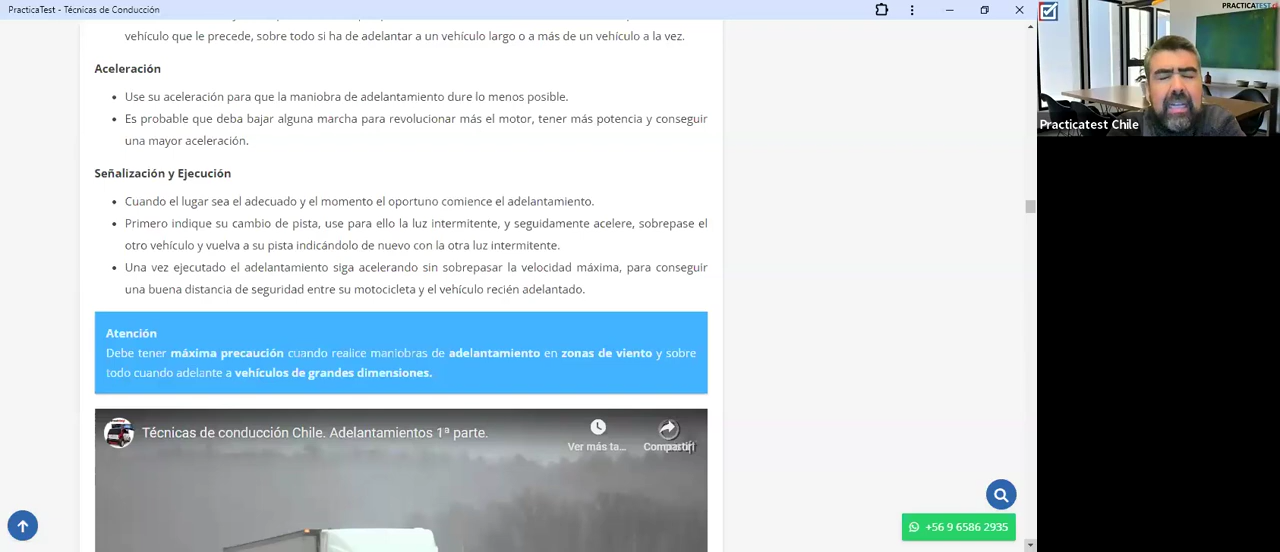 PracticaTest - Técnicas de Conducción
vehículo que le precede, sobre todo si ha de adelantar a un vehículo largo o a más de un vehículo a la vez.
Aceleración
• Use su aceleración para que la maniobra de adelantamiento dure lo menos posible.
• Es probable que deba bajar alguna marcha para revolucionar más el motor, tener más potencia y conseguir
una mayor aceleración.
Señalización y Ejecución
• Cuando el lugar sea el adecuado y el momento el oportuno comience el adelantamiento.
• Primero indique su cambio de pista, use para ello la luz intermitente, y seguidamente acelere, sobrepase el
otro vehículo y vuelva a su pista indicándolo de nuevo con la otra luz intermitente.
• Una vez ejecutado el adelantamiento siga acelerando sin sobrepasar la velocidad máxima, para conseguir
una buena distancia de seguridad entre su motocicleta y el vehículo recién adelantado.
Atención
Debe tener máxima precaución cuando realice maniobras de adelantamiento en zonas de viento y sobre
todo cuando adelante a vehículos de grandes dimensiones.
Técnicas de conducción Chile. Adelantamientos 1ª parte.
Ver más ta...
Compartir
+56 9 6586 2935
PRACTICATEST
Practicatest Chile